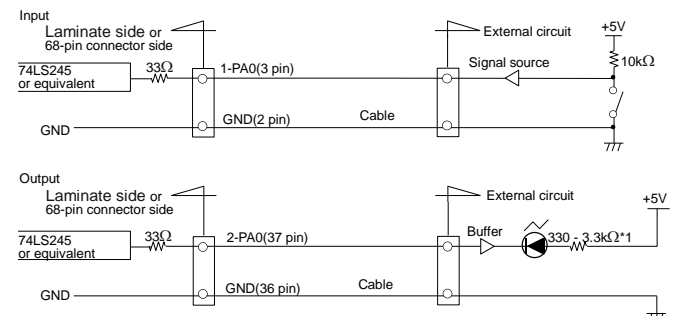 Input
Laminate side or
68-pin connector side
External circuit
+5V
74LS245
or equivalent
33Ω
1-PA0(3 pin)
Signal source
10kΩ
GND
GND(2 pin)
Cable
Output
Laminate side or
68-pin connector side
External circuit
+5V
74LS245
or equivalent
33Ω
2-PA0(37 pin)
Buffer
330 - 3.3kΩ*1
GND
GND(36 pin)
Cable